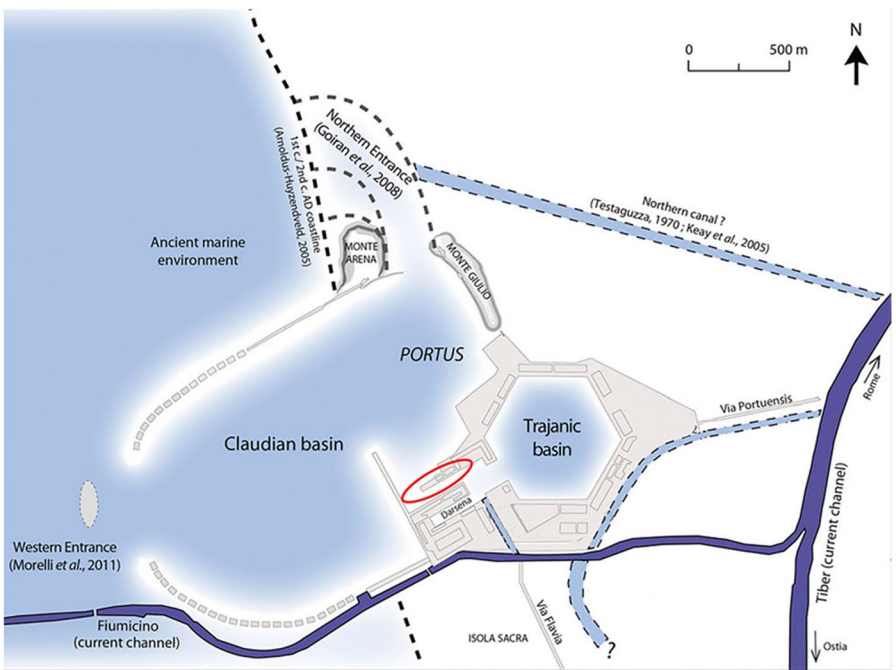 N
0 500 m
Northern Entrance
(Goiran et al., 2008)
1st c./ 2nd c. AD coastline
(Arnoldus-Huyzendveld, 2005)
Northern canal ?
(Testaguzza, 1970 ; Keay et al., 2005)
Ancient marine
environment
MONTE
ARENA
MONTE GIULIO
PORTUS
Rome
Via Portuensis
Trajanic
basin
Claudian basin
Darsena
Western Entrance
(Morelli et al., 2011)
Tiber (current channel)
Fiumicino
(current channel)
Via Flavia
ISOLA SACRA
?
Ostia